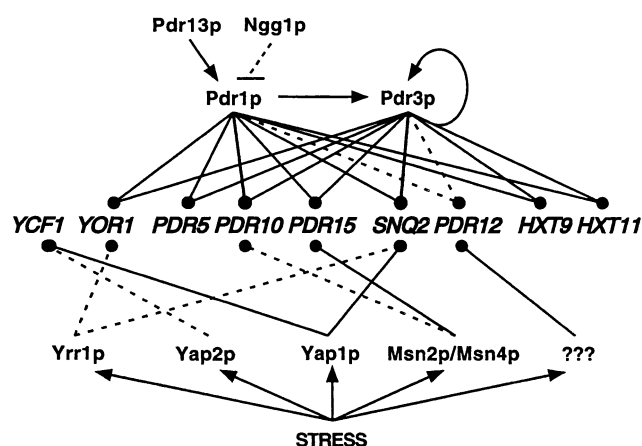 Pdr13p Ngg1p
Pdr1p Pdr3p
YCF1 YOR1 PDR5 PDR10 PDR15 SNQ2 PDR12 HXT9 HXT11
Yrr1p Yap2p Yap1p Msn2p/Msn4p ???
STRESS